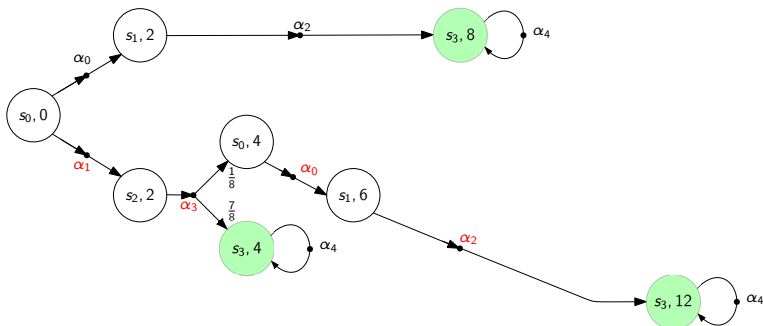 s₁, 2
α₂
s₃, 8
α₄
α₀
s₀, 0
α₁
s₀, 4
1/8
α₀
s₂, 2
α₃
7/8
s₁, 6
s₃, 4
α₄
α₂
s₃, 12
α₄